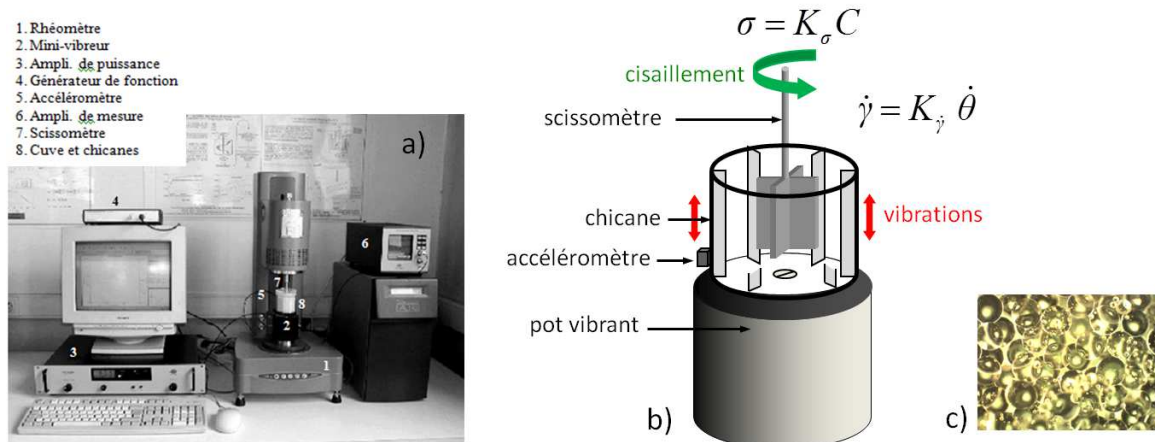 1. Rhéomètre
2. Mini-vibreur
3. Ampli. de puissance
4. Générateur de fonction
5. Accéléromètre
6. Ampli. de mesure
7. Scissomètre
8. Cuve et chicanes
a)
4
6
7
5
8
2
3
1
σ = K_σ C
cisaillement
γ̇ = K_γ̇ θ̇
scissomètre
chicane
vibrations
accéléromètre
pot vibrant
b)
c)